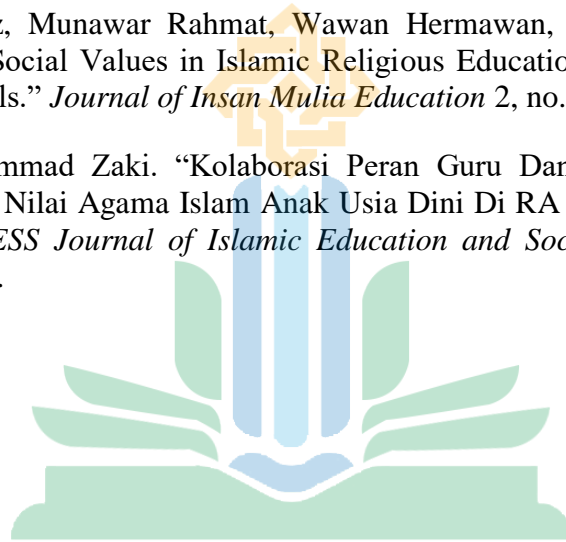 z, Munawar Rahmat, Wawan Hermawan,
Social Values in Islamic Religious Educatio
ls.” Journal of Insan Mulia Education 2, no.
mmad Zaki. “Kolaborasi Peran Guru Dan
Nilai Agama Islam Anak Usia Dini Di RA
ESS Journal of Islamic Education and Soc
.